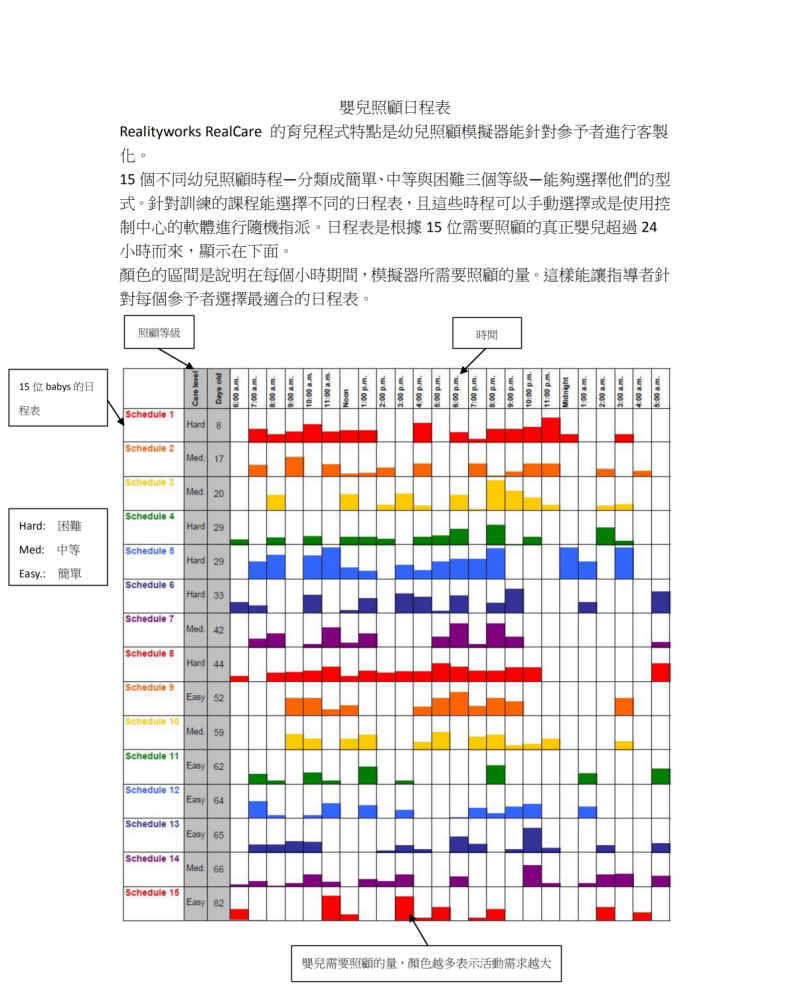 嬰兒照顧日程表
Realityworks RealCare 的育兒程式特點是幼兒照顧模擬器能針對參予者進行客製
化。
15 個不同幼兒照顧時程—分類成簡單、中等與困難三個等級—能夠選擇他們的型
式。針對訓練的課程能選擇不同的日程表，且這些時程可以手動選擇或是使用控
制中心的軟體進行隨機指派。日程表是根據 15 位需要照顧的真正嬰兒超過 24
小時而來，顯示在下面。
顏色的區間是說明在每個小時期間，模擬器所需要照顧的量。這樣能讓指導者針
對每個參予者選擇最適合的日程表。
照顧等級
時間
15 位 babys 的日
程表
Care level
Days old
6:00 a.m.
7:00 a.m.
8:00 a.m.
9:00 a.m.
10:00 a.m.
11:00 a.m.
Noon
1:00 p.m.
2:00 p.m.
3:00 p.m.
4:00 p.m.
5:00 p.m.
6:00 p.m.
7:00 p.m.
8:00 p.m.
9:00 p.m.
10:00 p.m.
11:00 p.m.
Midnight
1:00 a.m.
2:00 a.m.
3:00 a.m.
4:00 a.m.
5:00 a.m.
Schedule 1 Hard 8
Schedule 2 Med. 17
Schedule 3 Med. 20
Schedule 4 Hard 29
Schedule 5 Hard 29
Schedule 6 Hard 33
Schedule 7 Med. 42
Schedule 8 Hard 44
Schedule 9 Easy 52
Schedule 10 Med. 59
Schedule 11 Easy 62
Schedule 12 Easy 64
Schedule 13 Easy 65
Schedule 14 Med. 66
Schedule 15 Easy 82
Hard: 困難
Med: 中等
Easy.: 簡單
嬰兒需要照顧的量，顏色越多表示活動需求越大